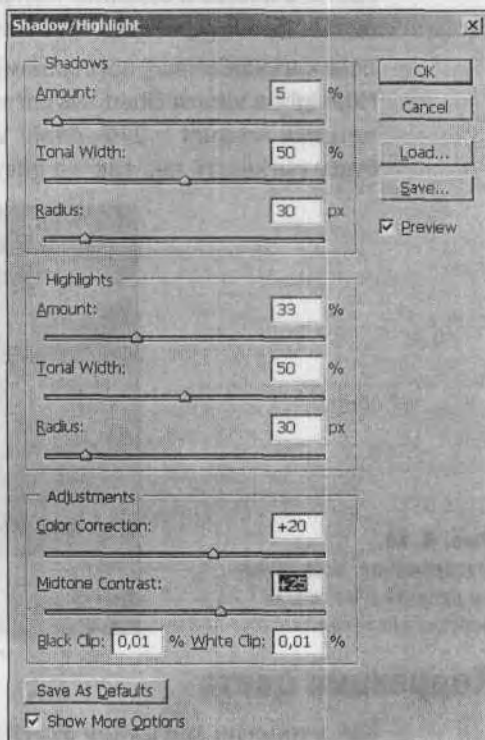 Shadow/Highlight
Shadows
Amount: 5 %
Tonal Width: 50 %
Radius: 30 px
Highlights
Amount: 33 %
Tonal Width: 50 %
Radius: 30 px
Adjustments
Color Correction: +20
Midtone Contrast: +25
Black Clip: 0,01 % White Clip: 0,01 %
Save As Defaults
Show More Options
OK
Cancel
Load...
Save...
Preview